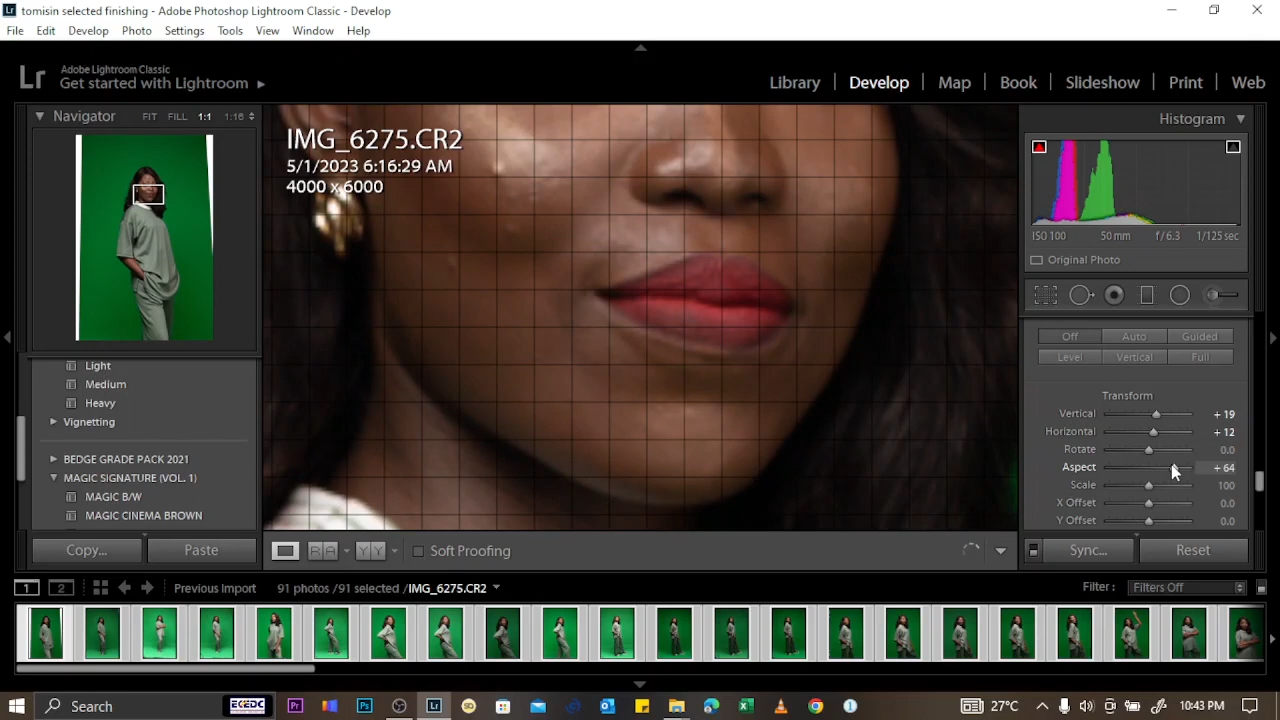 Lr tomisin selected finishing - Adobe Photoshop Lightroom Classic - Develop
File Edit Develop Photo Settings Tools View Window Help
Lr Adobe Lightroom Classic
Get started with Lightroom
Library Develop Map Book Slideshow Print Web
Navigator FIT FILL 1:1 1:16
Histogram
IMG_6275.CR2
5/1/2023 6:16:29 AM
4000 x 6000
ISO 100 50 mm f / 6.3 1/125 sec
Original Photo
Off Auto Guided
Level Vertical Full
Transform
Vertical + 19
Horizontal + 12
Rotate 0.0
Aspect + 64
Scale 100
X Offset 0.0
Y Offset 0.0
Light
Medium
Heavy
Vignetting
BEDGE GRADE PACK 2021
MAGIC SIGNATURE (VOL. 1)
MAGIC B/W
MAGIC CINEMA BROWN
Copy... Paste
R A Y Y Soft Proofing
Sync... Reset
1 2 Previous Import 91 photos /91 selected /IMG_6275.CR2
Filter : Filters Off
Search EKEDC Pr Ps Lr
27°C 10:43 PM